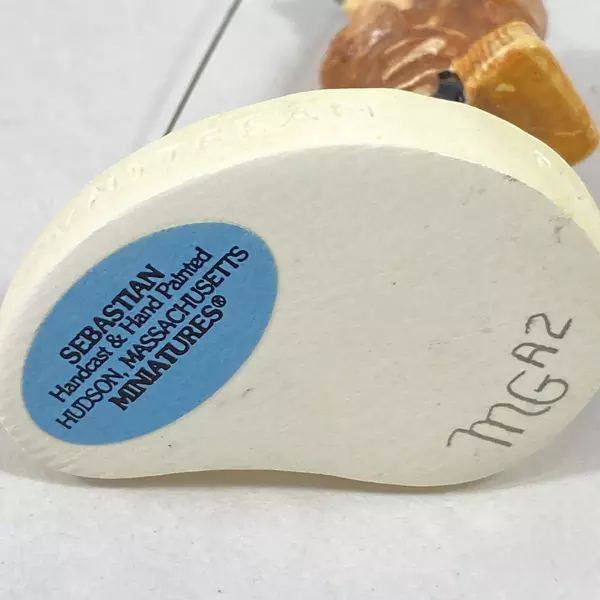 SEBASTIAN
Handcast & Hand Painted
HUDSON, MASSACHUSETTS
MINIATURES®
MGA2